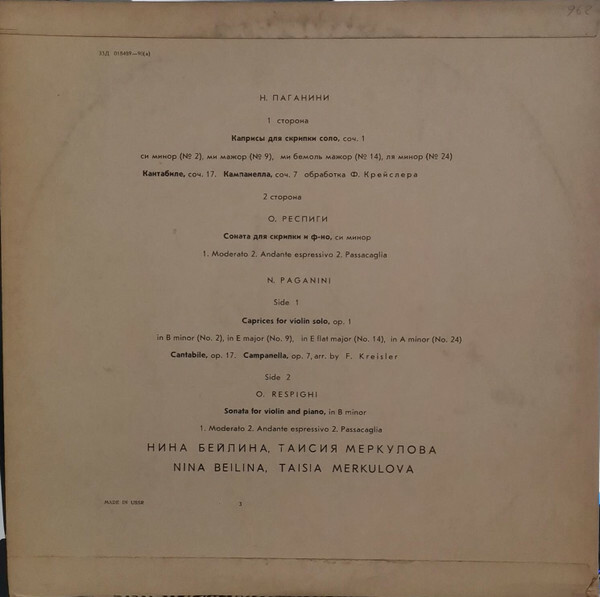 33Д 018489—90(а)
Н. ПАГАНИНИ
1 сторона
Каприсы для скрипки соло, соч. 1
си минор (№ 2), ми мажор (№ 9), ми бемоль мажор (№ 14), ля минор (№ 24)
Кантабиле, соч. 17. Кампанелла, соч. 7 обработка Ф. Крейслера
2 сторона
О. РЕСПИГИ
Соната для скрипки и ф-но, си минор
1. Moderato 2. Andante espressivo 2. Passacaglia
N. PAGANINI
Side 1
Caprices for violin solo, op. 1
in B minor (No. 2), in E major (No. 9), in E flat major (No. 14), in A minor (No. 24)
Cantabile, op. 17. Campanella, op. 7, arr. by F. Kreisler
Side 2
O. RESPIGHI
Sonata for violin and piano, in B minor
1. Moderato 2. Andante espressivo 2. Passacaglia
НИНА БЕЙЛИНА, ТАИСИЯ МЕРКУЛОВА
NINA BEILINA, TAISIA MERKULOVA
MADE IN USSR